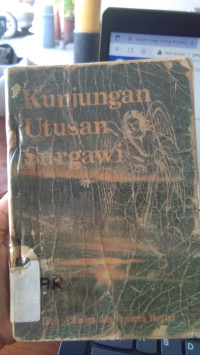 Kunjungan
Utusan
Surgawi
Oleh Charles dan Frances Hunter